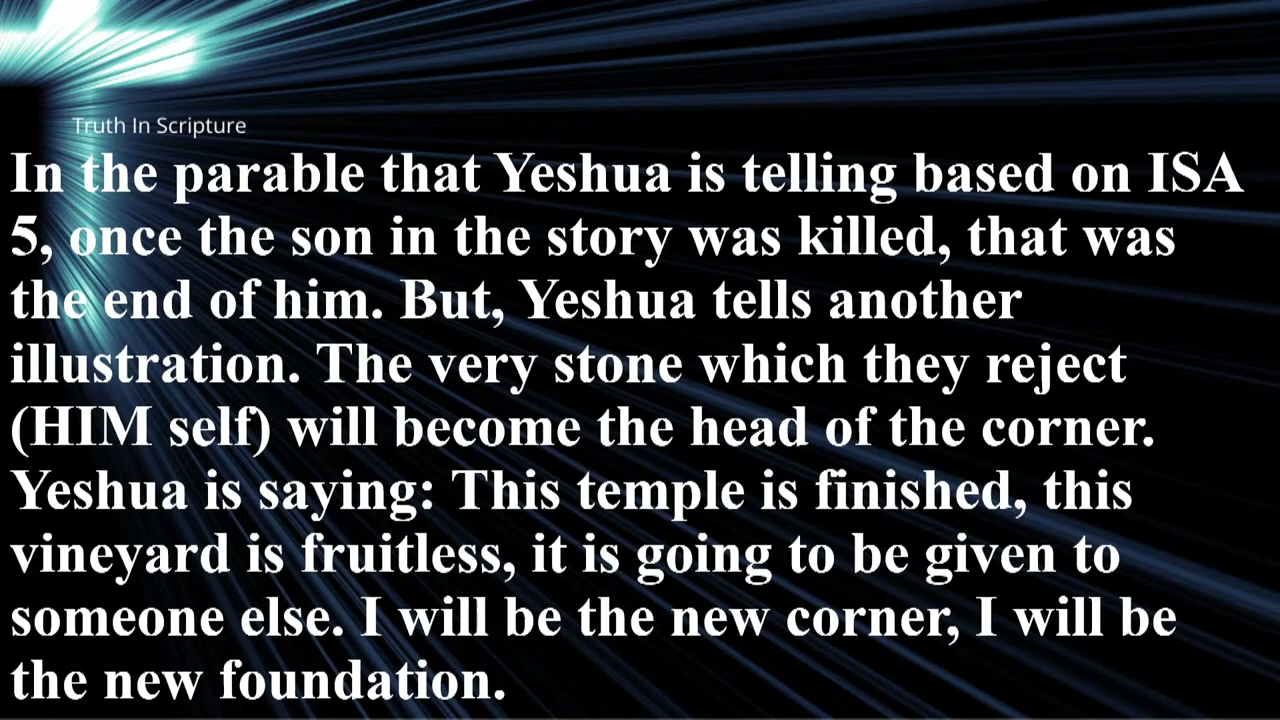 Truth In Scripture
In the parable that Yeshua is telling based on ISA
5, once the son in the story was killed, that was
the end of him. But, Yeshua tells another
illustration. The very stone which they reject
(HIM self) will become the head of the corner.
Yeshua is saying: This temple is finished, this
vineyard is fruitless, it is going to be given to
someone else. I will be the new corner, I will be
the new foundation.